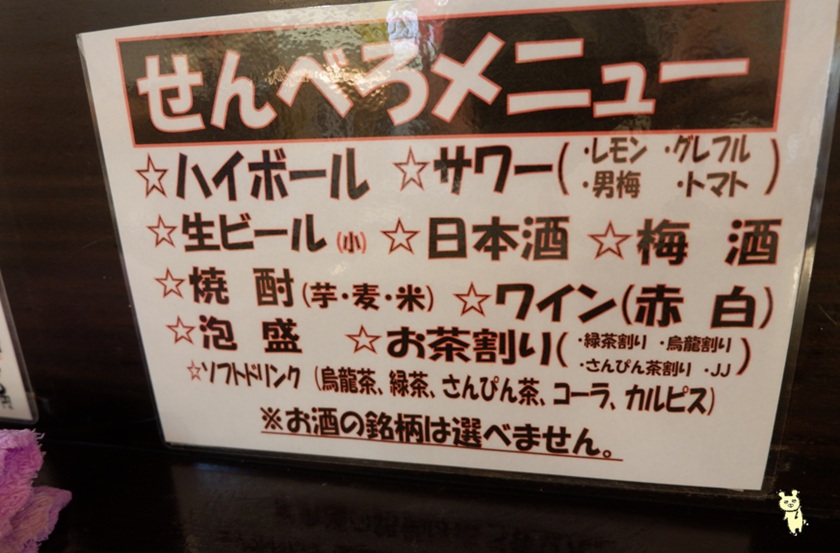 せんべろメニュー
☆ハイボール ☆サワー(・レモン ・グレフル
・男梅 ・トマト)
☆生ビール(小) ☆日本酒 ☆梅 酒
☆焼 酎(芋・麦・米) ☆ワイン(赤 白)
☆泡 盛 ☆お茶割り(・緑茶割り ・烏龍割り
・さんぴん茶割り ・JJ)
☆ソフトドリンク (烏龍茶、緑茶、さんぴん茶、コーラ、カルピス)
※お酒の銘柄は選べません。